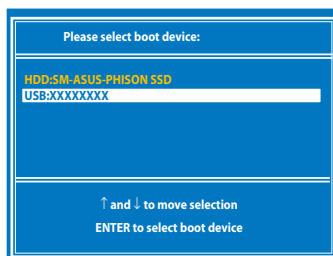 Please select boot device:
HDD:SM-ASUS-PHISON SSD
USB:XXXXXXXX
↑ and ↓ to move selection
ENTER to select boot device